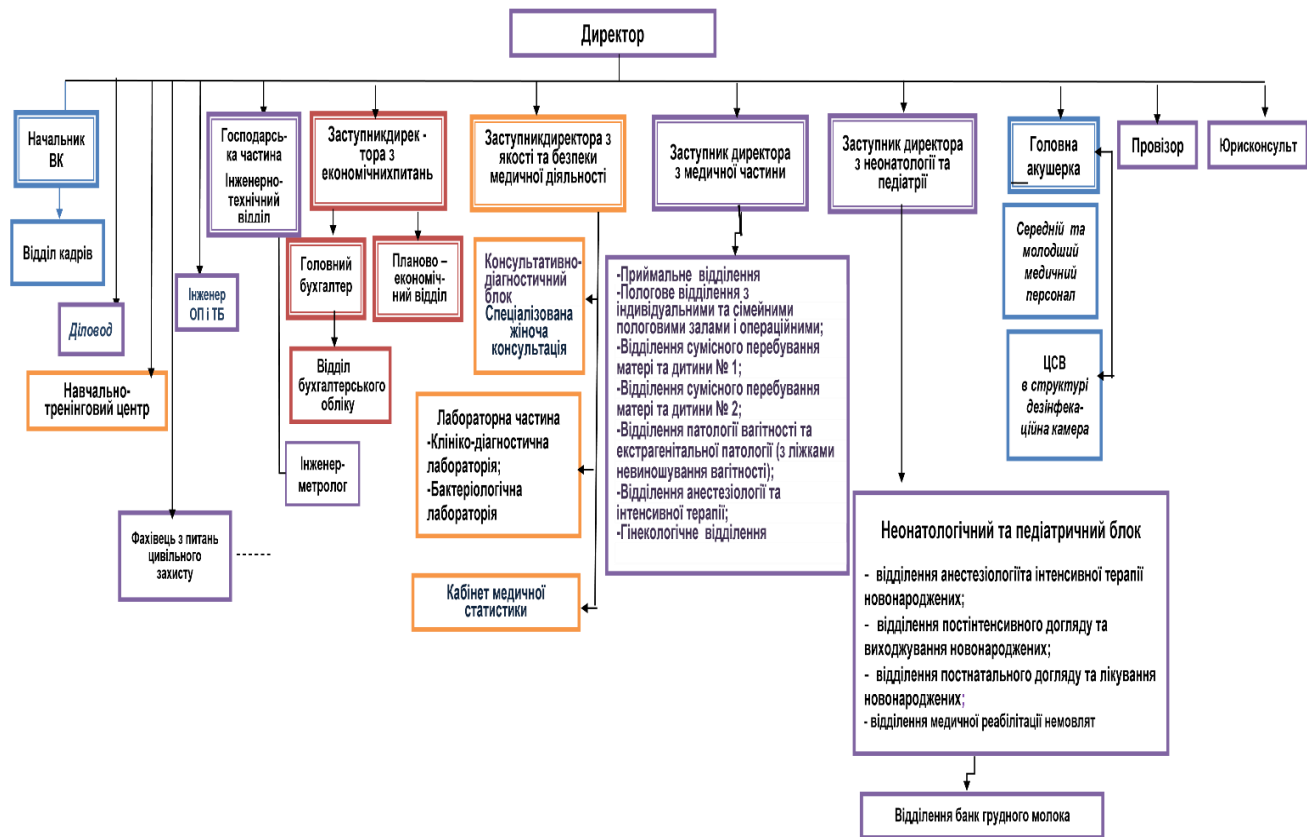 Директор
Начальник
ВК
Відділ кадрів
Діловод
Навчально-
тренінговий центр
Фахівець з питань
цивільного
захисту
Інженер
ОП і ТБ
Господарсь-
ка частина
Інженерно-
технічний
відділ
Інженер-
метролог
Заступникдирек -
тора з
економічнихпитань
Головний
бухгалтер
Планово –
економіч-
ний відділ
Відділ
бухгалтерського
обліку
Заступникдиректора з
якості та безпеки
медичної діяльності
Консультативно-
діагностичний
блок
Спеціалізована
жіноча
консультація
Лабораторна частина
-Клініко-діагностична
лабораторія;
-Бактеріологічна
лабораторія
Кабінет медичної
статистики
Заступник директора
з медичної частини
-Приймальне відділення
-Пологове відділення з
індивідуальними та сімейними
пологовими залами і операційними;
-Відділення сумісного перебування
матері та дитини № 1;
-Відділення сумісного перебування
матері та дитини № 2;
-Відділення патології вагітності та
екстрагенітальної патології (з ліжками
невиношування вагітності);
-Відділення анестезіології та
інтенсивної терапії;
-Гінекологічне відділення
Заступник директора
з неонатології та
педіатрії
Неонатологічний та педіатричний блок
- відділення анестезіологіїта інтенсивної терапії
новонароджених;
- відділення постінтенсивного догляду та
виходжування новонароджених;
- відділення постнатального догляду та лікування
новонароджених;
- відділення медичної реабілітації немовлят
Відділення банк грудного молока
Головна
акушерка
Середній та
молодший
медичний
персонал
ЦСВ
в структурі
дезінфека-
ційна камера
Провізор
Юрисконсульт